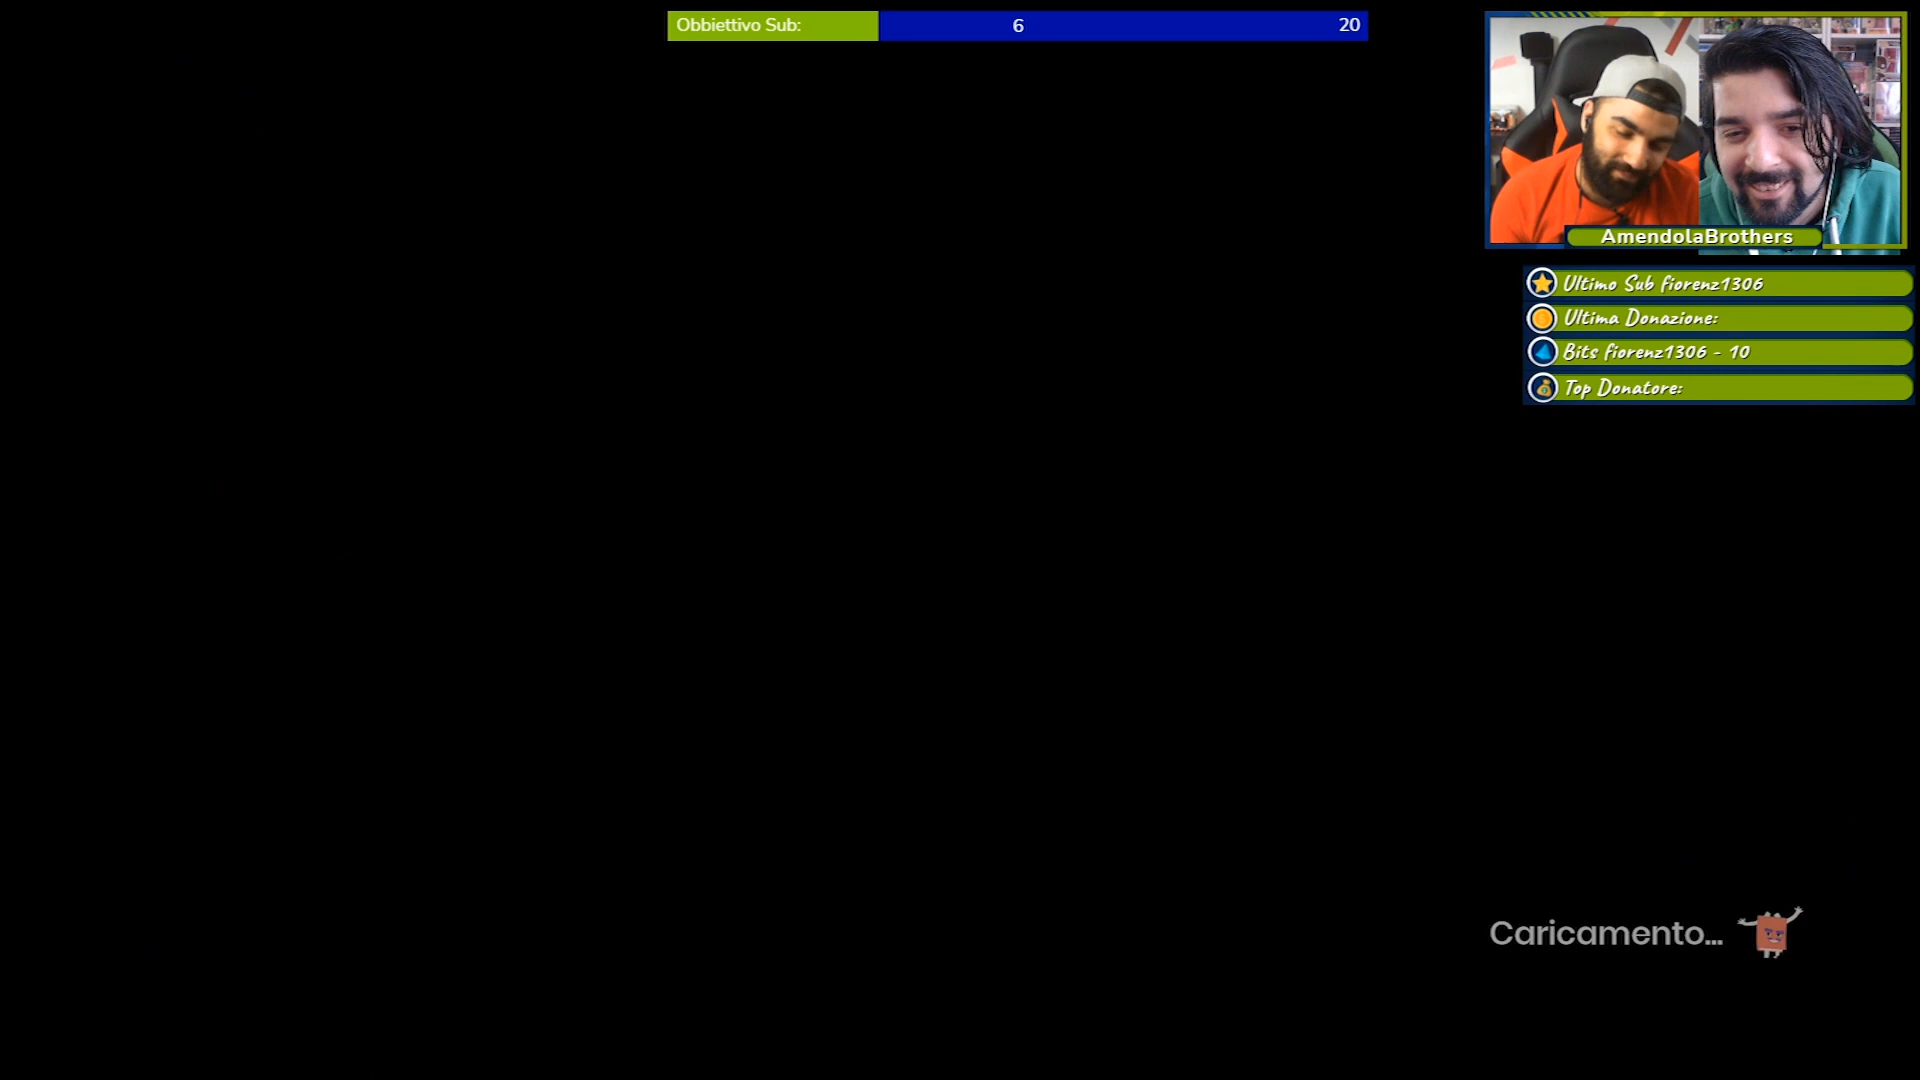 Obbiettivo Sub: 6 20
AmendolaBrothers
Ultimo Sub fiorenz1306
Ultima Donazione:
Bits fiorenz1306 - 10
Top Donatore:
Caricamento...